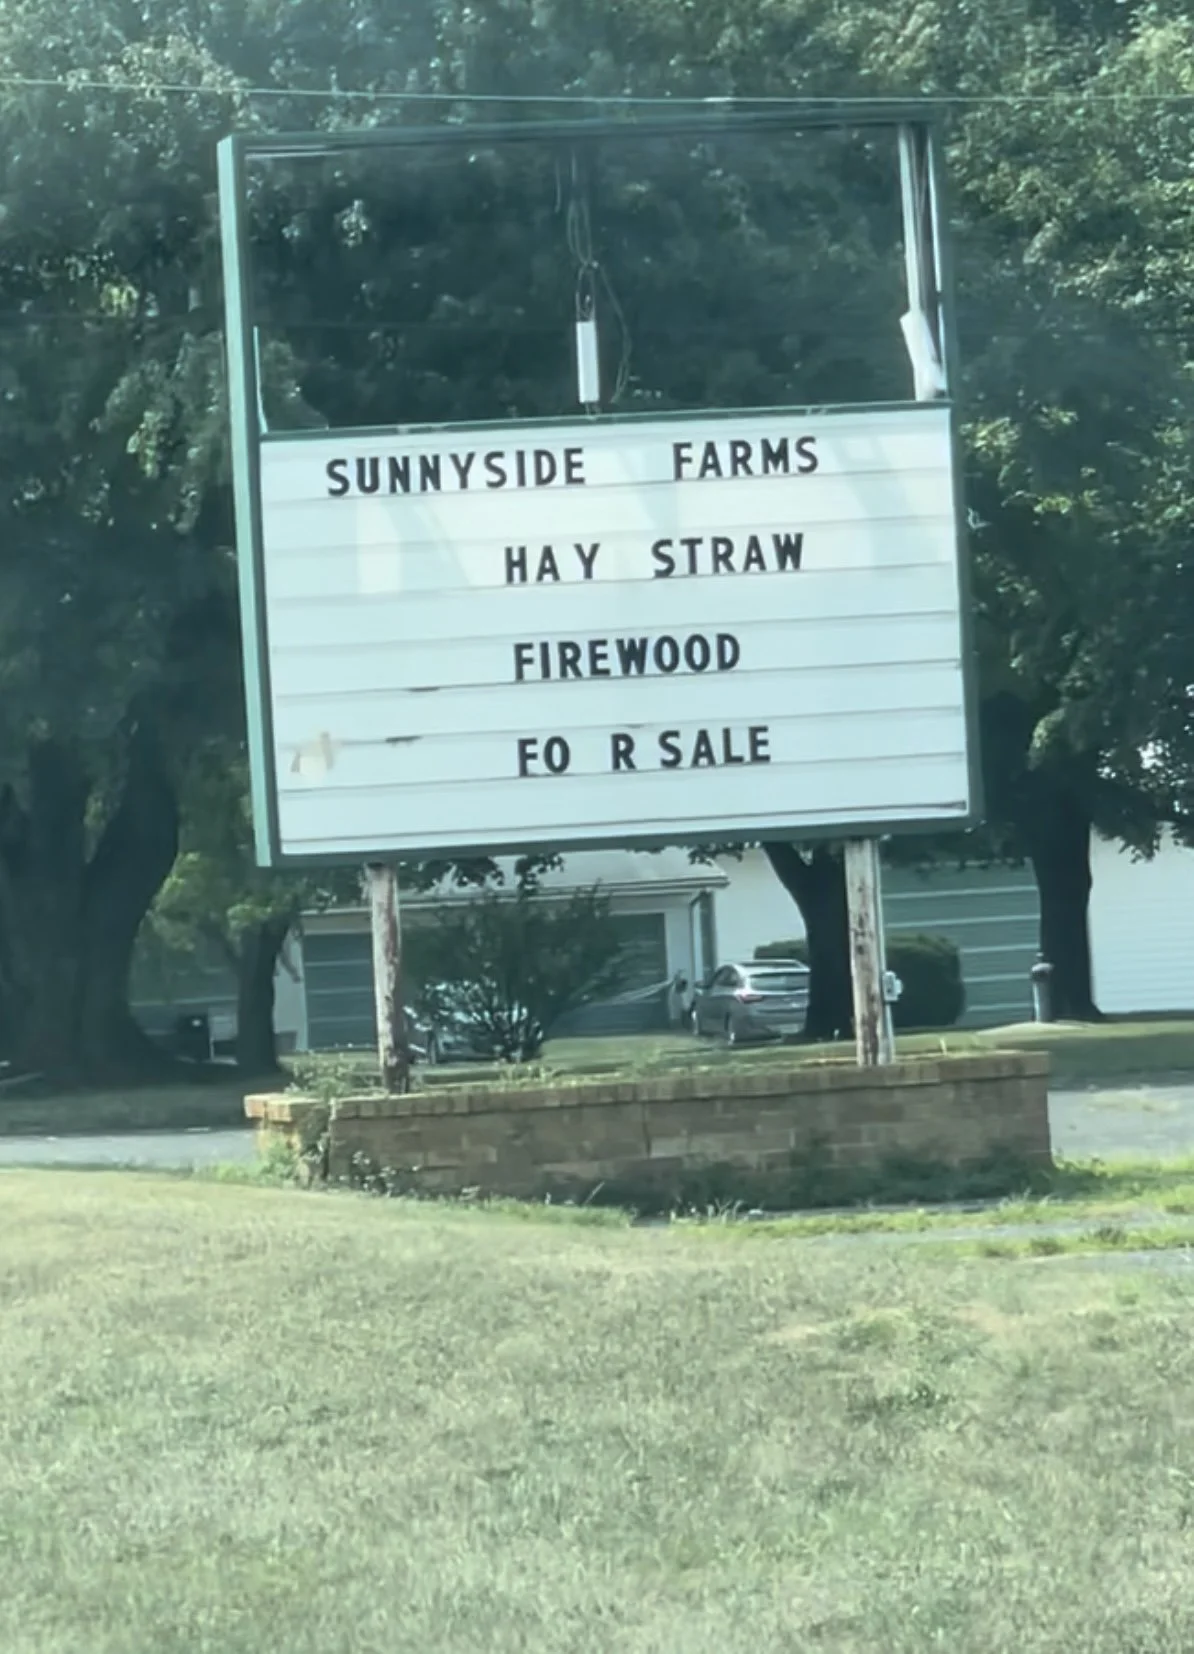 SUNNYSIDE FARMS
HAY STRAW
FIREWOOD
FO R SALE